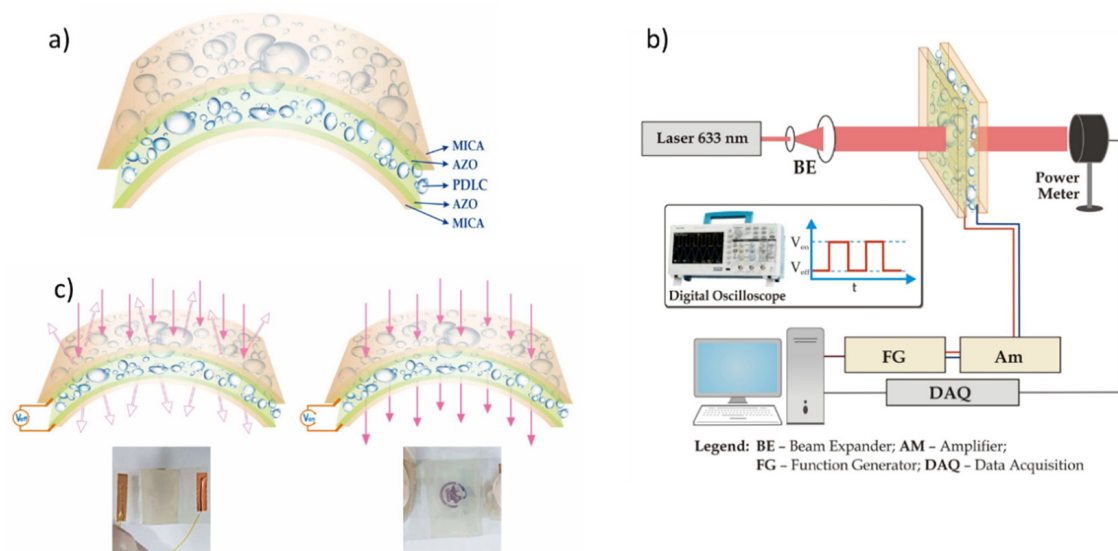 a)
MICA
AZO
PDLC
AZO
MICA
b)
Laser 633 nm
BE
Power
Meter
Von
Voff
t
Digital Oscilloscope
FG
Am
DAQ
Legend: BE – Beam Expander; AM – Amplifier;
FG – Function Generator; DAQ – Data Acquisition
c)